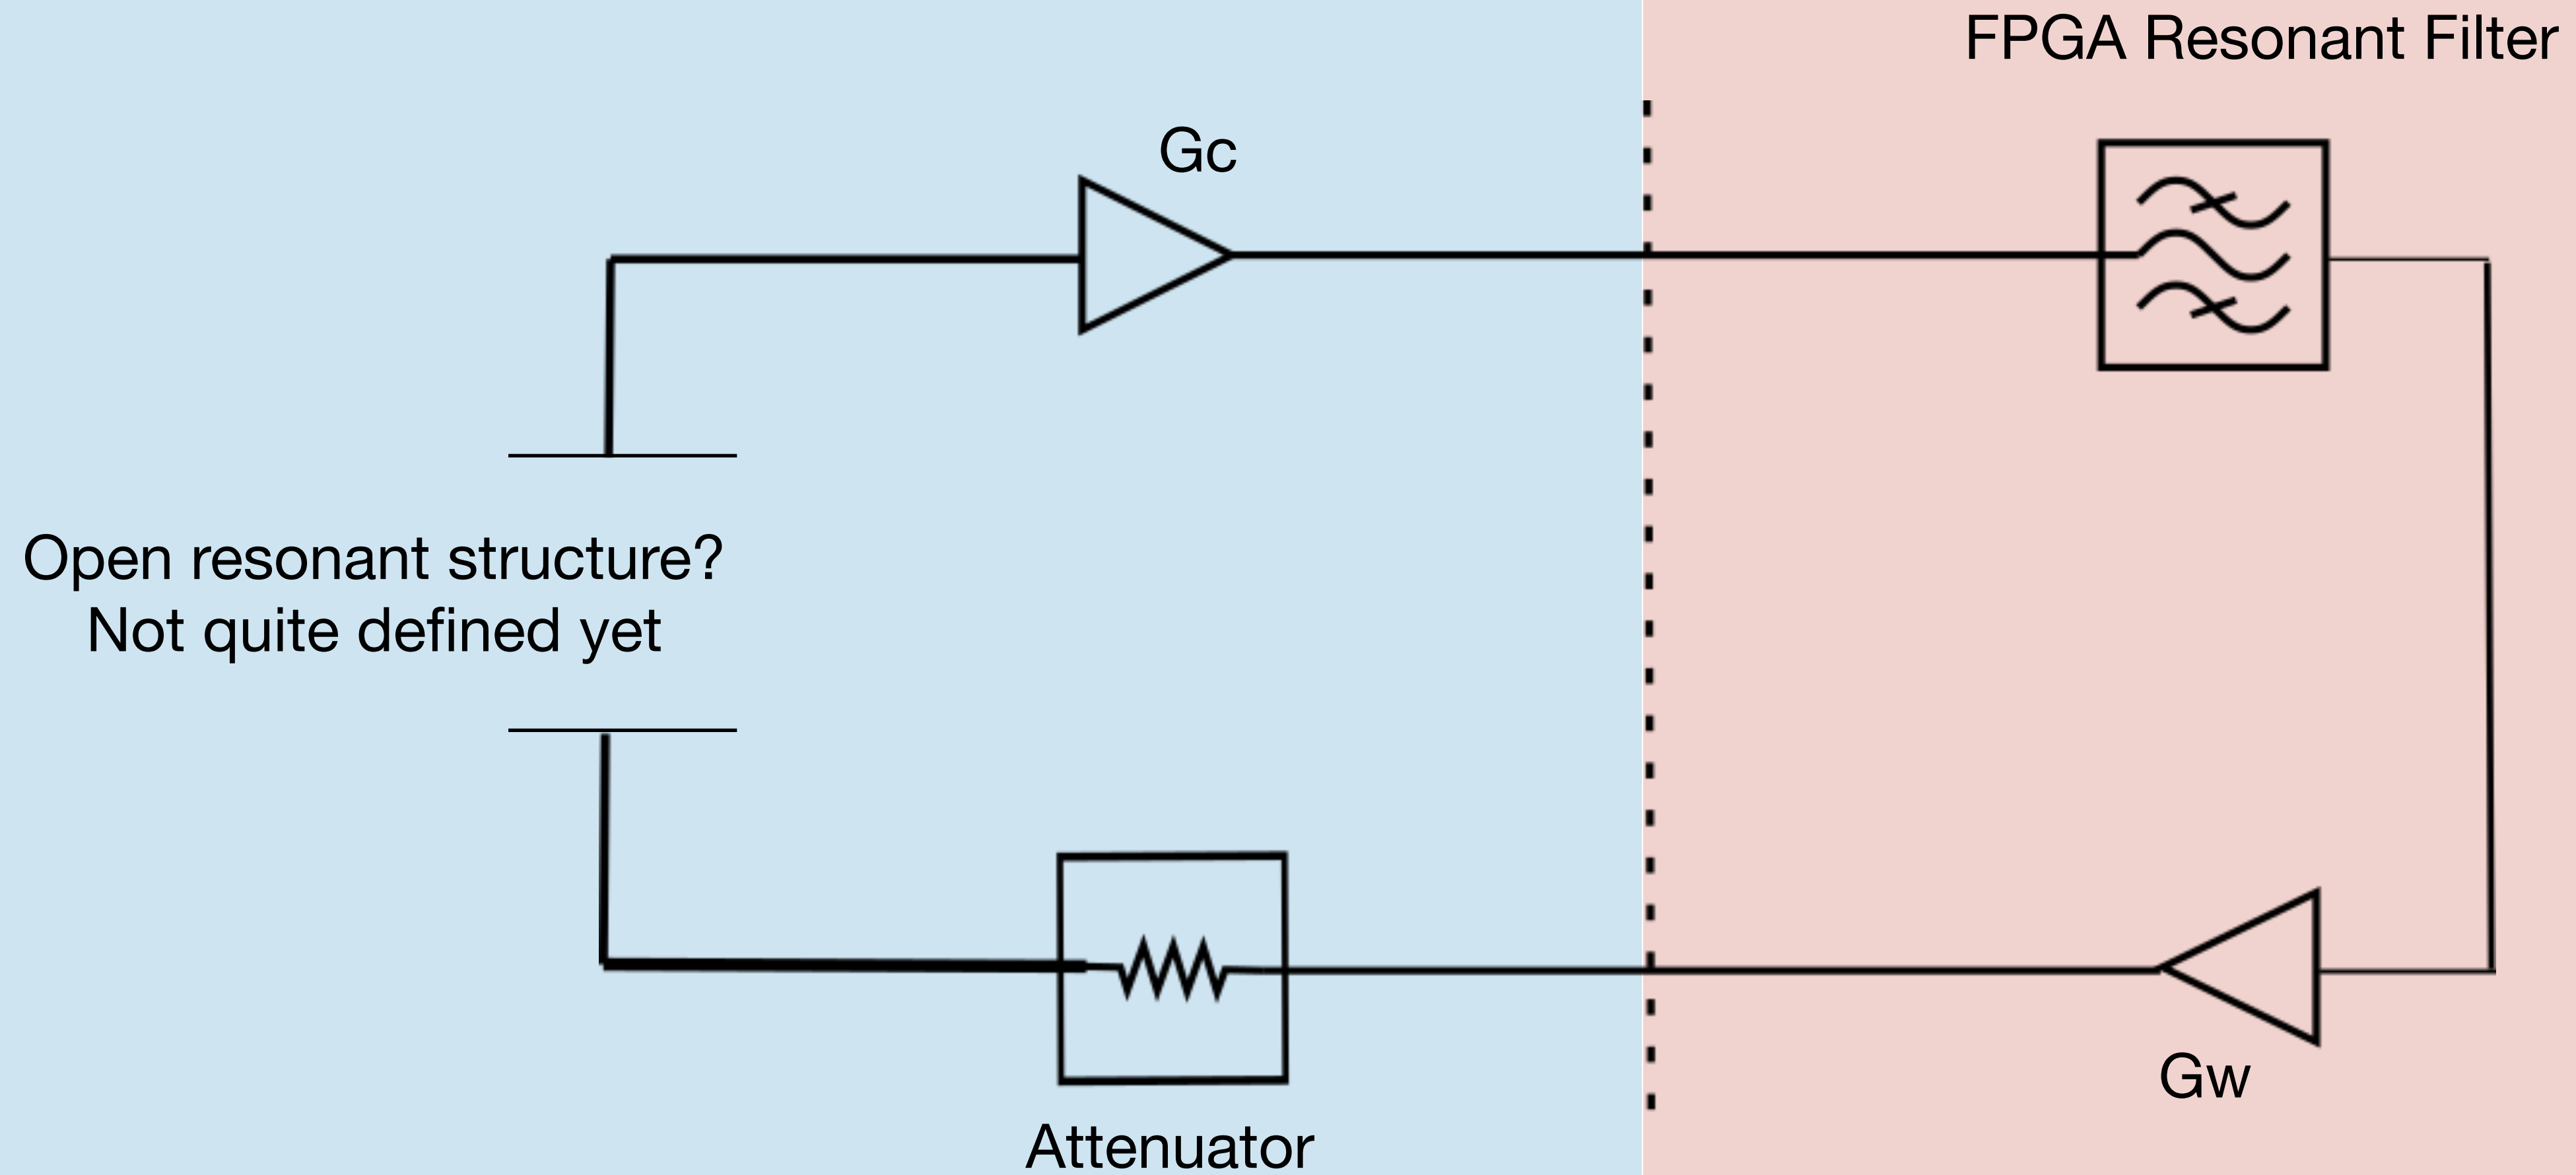 FPGA Resonant Filter
Gc
Open resonant structure?
Not quite defined yet
Gw
Attenuator